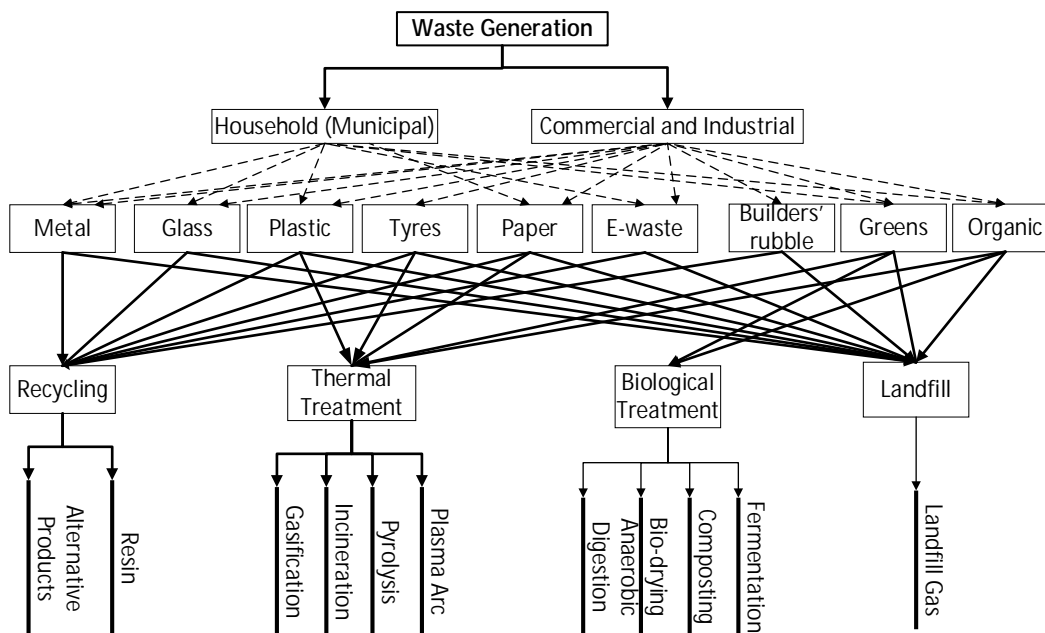 Waste Generation
Household (Municipal)
Commercial and Industrial
Metal
Glass
Plastic
Tyres
Paper
E-waste
Builders'
rubble
Greens
Organic
Recycling
Thermal
Treatment
Biological
Treatment
Landfill
Alternative
Products
Resin
Gasification
Incineration
Pyrolysis
Plasma Arc
Anaerobic
Digestion
Bio-drying
Composting
Fermentation
Landfill Gas